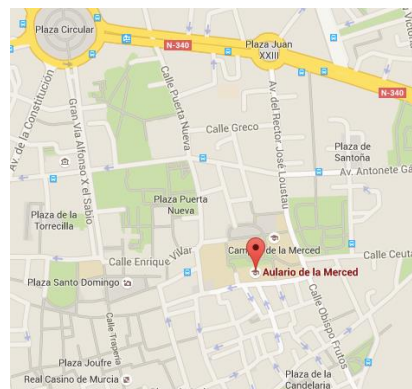 Plaza Circular
N-340
Plaza Juan
XXIII
N-340
Av. de la Constitución
Gran Vía Alfonso X el Sabio
Calle Puerta Nueva
Calle Greco
Av. del Rector José Loustau
Plaza de
Santoña
Av. Antonete Gá
Plaza de la
Torrecilla
Plaza Puerta
Nueva
Calle Enrique Villar
de la Merced
Aulario de la Merced
Calle Ceuta
Plaza Santo Domingo
Calle Trapería
Calle Obispo Frutos
Plaza Joufre
Plaza de la
Candelaria
Real Casino de Murcia